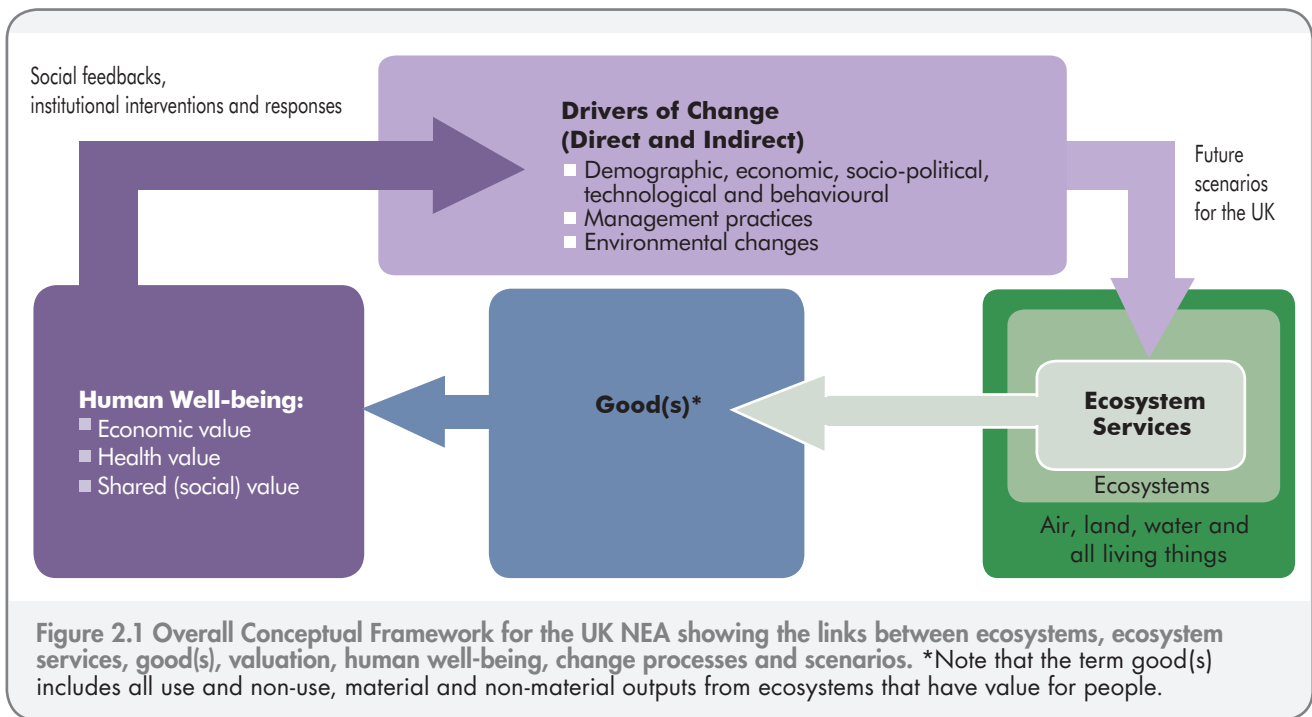 Social feedbacks,
institutional interventions and responses
Drivers of Change
(Direct and Indirect)
Demographic, economic, socio-political,
technological and behavioural
Management practices
Environmental changes
Future
scenarios
for the UK
Human Well-being:
Economic value
Health value
Shared (social) value
Good(s)*
Ecosystem
Services
Ecosystems
Air, land, water and
all living things
Figure 2.1 Overall Conceptual Framework for the UK NEA showing the links between ecosystems, ecosystem
services, good(s), valuation, human well-being, change processes and scenarios. *Note that the term good(s)
includes all use and non-use, material and non-material outputs from ecosystems that have value for people.